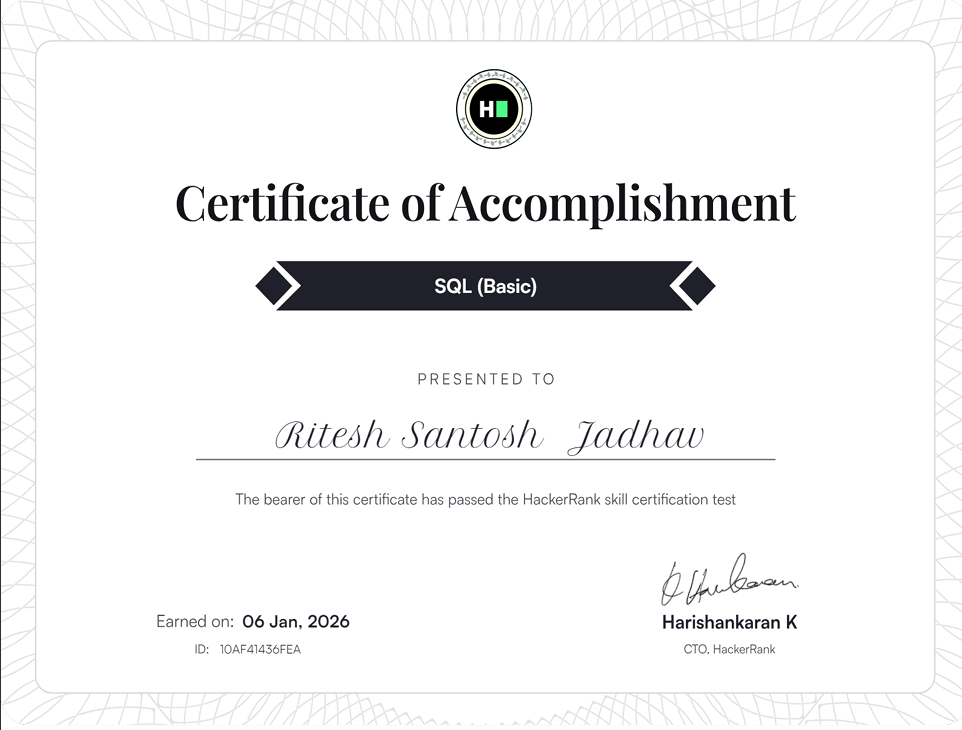 H
Certificate of Accomplishment
SQL (Basic)
PRESENTED TO
Ritesh Santosh Jadhav
The bearer of this certificate has passed the HackerRank skill certification test
Earned on: 06 Jan, 2026
ID: 10AF41436FEA
Harishankaran K
CTO, HackerRank